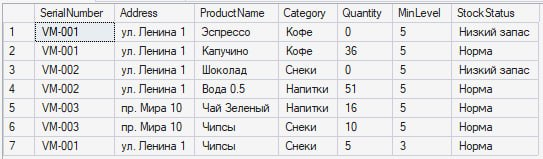 SerialNumber Address ProductName Category Quantity MinLevel StockStatus
1 VM-001 ул. Ленина 1 Эспрессо Кофе 0 5 Низкий запас
2 VM-001 ул. Ленина 1 Капучино Кофе 36 5 Норма
3 VM-002 ул. Ленина 1 Шоколад Снеки 0 5 Низкий запас
4 VM-002 ул. Ленина 1 Вода 0.5 Напитки 51 5 Норма
5 VM-003 пр. Мира 10 Чай Зеленый Напитки 16 5 Норма
6 VM-003 пр. Мира 10 Чипсы Снеки 10 5 Норма
7 VM-001 ул. Ленина 1 Чипсы Снеки 5 3 Норма